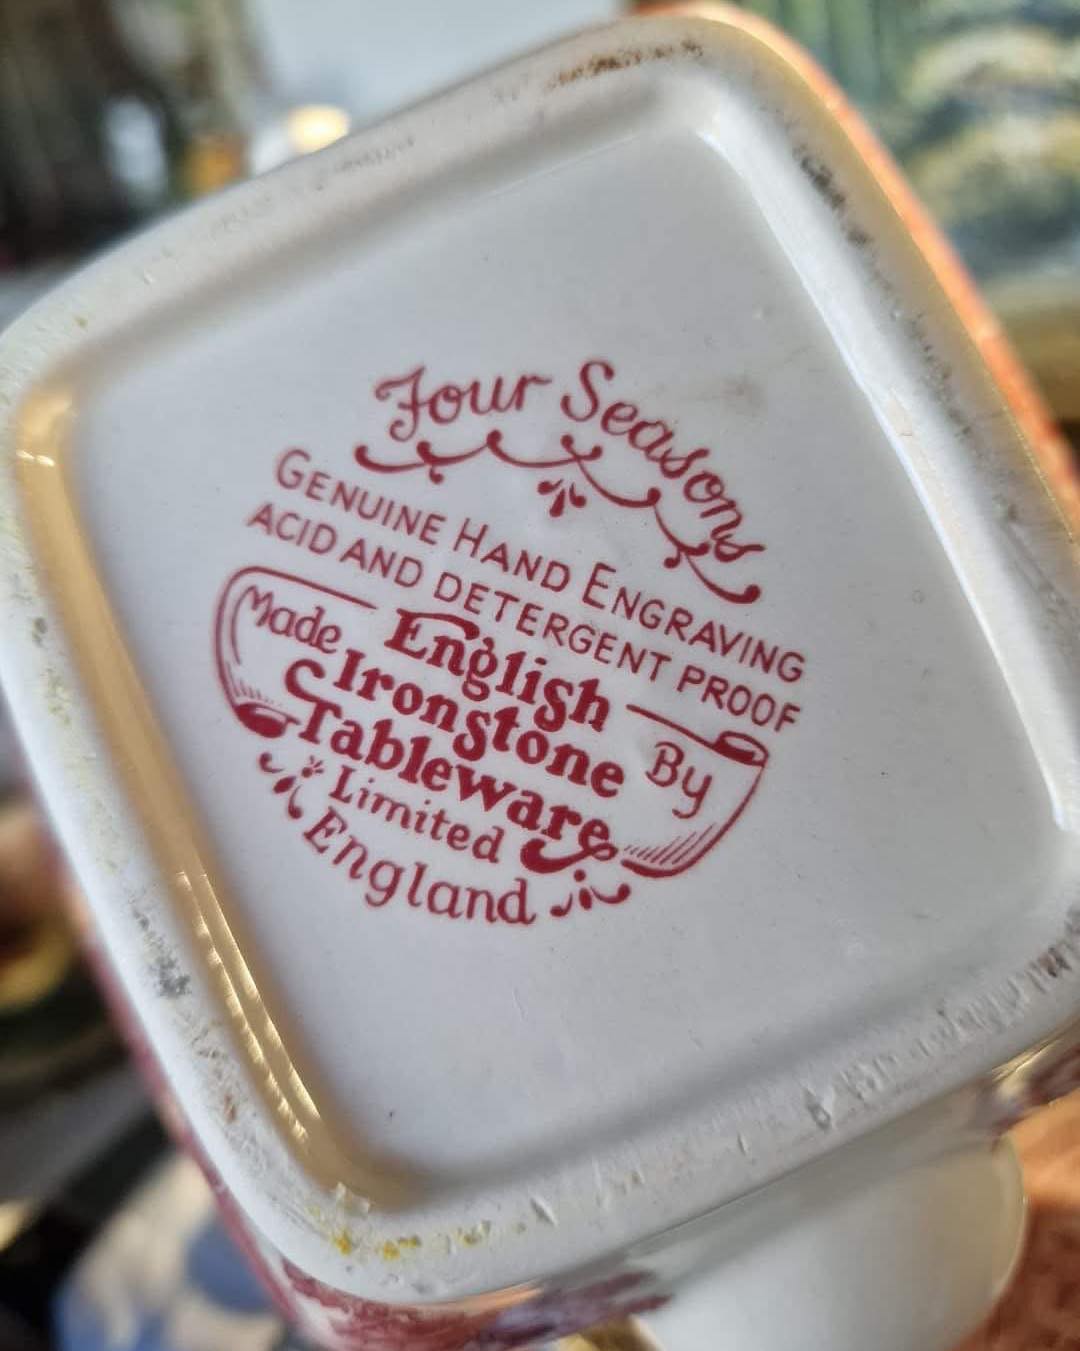 Four Seasons
GENUINE HAND ENGRAVING
ACID AND DETERGENT PROOF
Made English By
Ironstone
Tableware
Limited
England